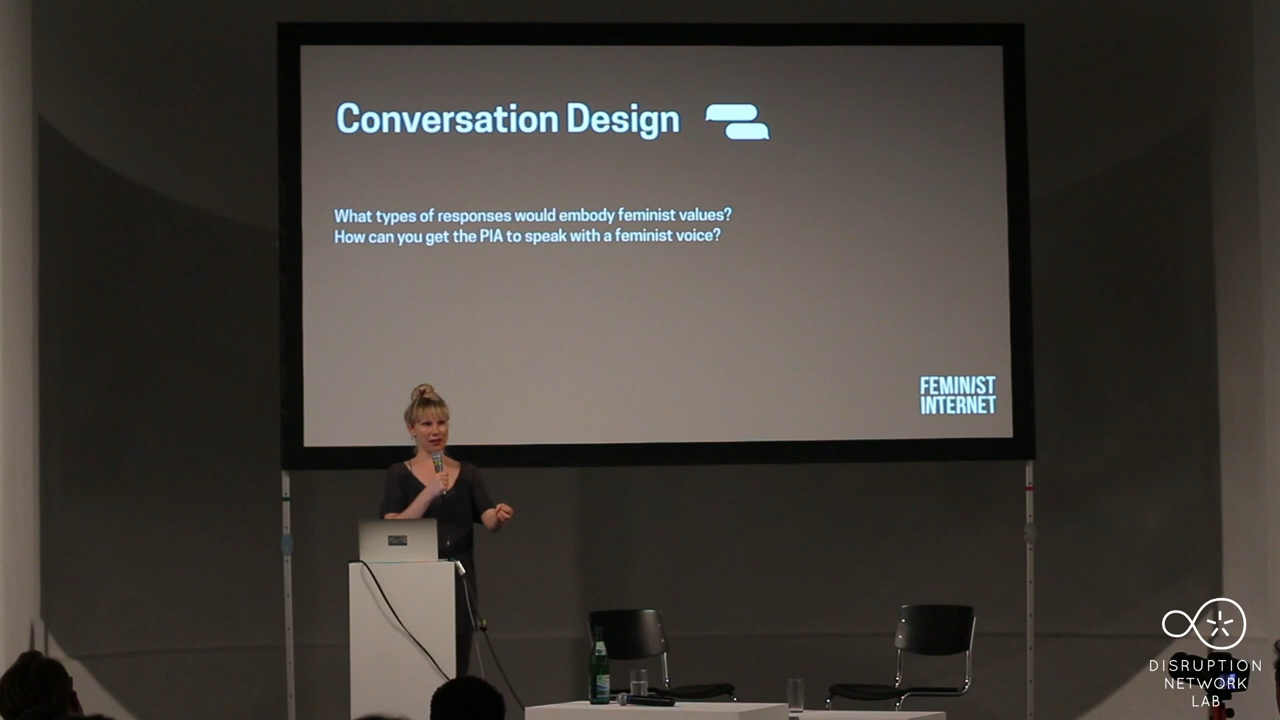 Conversation Design
What types of responses would embody feminist values?
How can you get the PIA to speak with a feminist voice?
FEMINIST
INTERNET
DISRUPTION
NETWORK
LAB